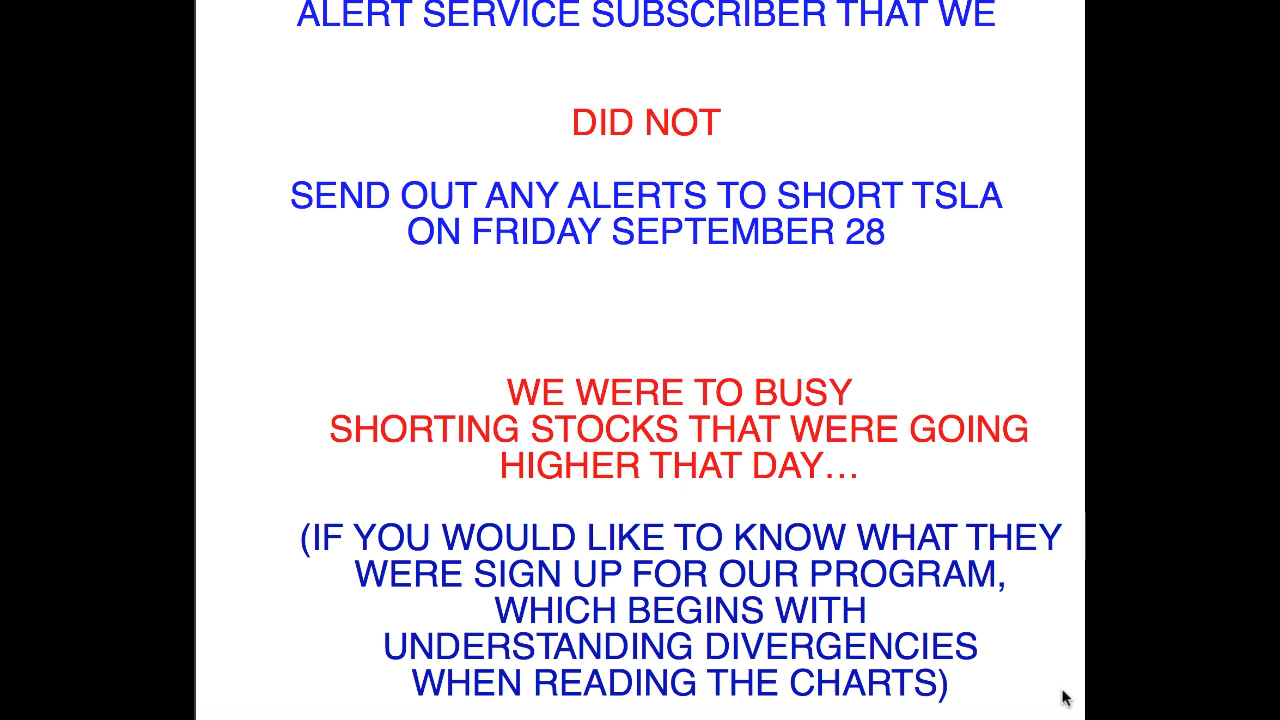 ALERT SERVICE SUBSCRIBER THAT WE
DID NOT
SEND OUT ANY ALERTS TO SHORT TSLA
ON FRIDAY SEPTEMBER 28
WE WERE TO BUSY
SHORTING STOCKS THAT WERE GOING
HIGHER THAT DAY…
(IF YOU WOULD LIKE TO KNOW WHAT THEY
WERE SIGN UP FOR OUR PROGRAM,
WHICH BEGINS WITH
UNDERSTANDING DIVERGENCIES
WHEN READING THE CHARTS)